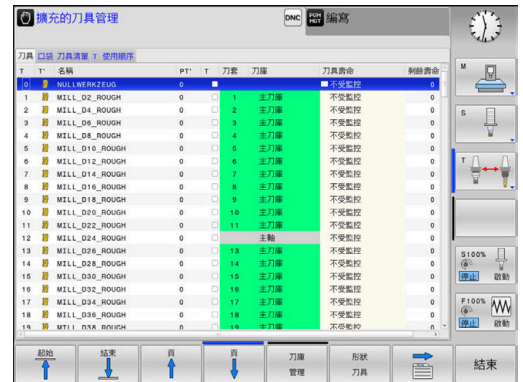 擴充的刀具管理 DNC PGM MGT 編寫
刀具 口袋 刀具清單 T 使用順序
T T' 名稱 PT' T 刀套 刀庫 刀具壽命 剩餘壽命
0 NULLWERKZEUG 0 不受監控 0
1 MILL_D2_ROUGH 0 1 主刀庫 不受監控 0
2 MILL_D4_ROUGH 0 2 主刀庫 不受監控 0
3 MILL_D6_ROUGH 0 3 主刀庫 不受監控 0
4 MILL_D8_ROUGH 0 4 主刀庫 不受監控 0
5 MILL_D10_ROUGH 0 5 主刀庫 不受監控 0
6 MILL_D12_ROUGH 0 6 主刀庫 不受監控 0
7 MILL_D14_ROUGH 0 7 主刀庫 不受監控 0
8 MILL_D16_ROUGH 0 8 主刀庫 不受監控 0
9 MILL_D18_ROUGH 0 9 主刀庫 不受監控 0
10 MILL_D20_ROUGH 0 10 主刀庫 不受監控 0
11 MILL_D22_ROUGH 0 11 主刀庫 不受監控 0
12 MILL_D24_ROUGH 0 主軸 不受監控 0
13 MILL_D26_ROUGH 0 13 主刀庫 不受監控 0
14 MILL_D28_ROUGH 0 14 主刀庫 不受監控 0
15 MILL_D30_ROUGH 0 15 主刀庫 不受監控 0
16 MILL_D32_ROUGH 0 16 主刀庫 不受監控 0
17 MILL_D34_ROUGH 0 17 主刀庫 不受監控 0
18 MILL_D36_ROUGH 0 18 主刀庫 不受監控 0
19 MILL_D38_ROUGH 0 19 主刀庫 不受監控 0
M
S
T
S100%
停止 啟動
F100%
停止 啟動
起始 結束 頁 頁 刀庫 管理 形狀 刀具 結束